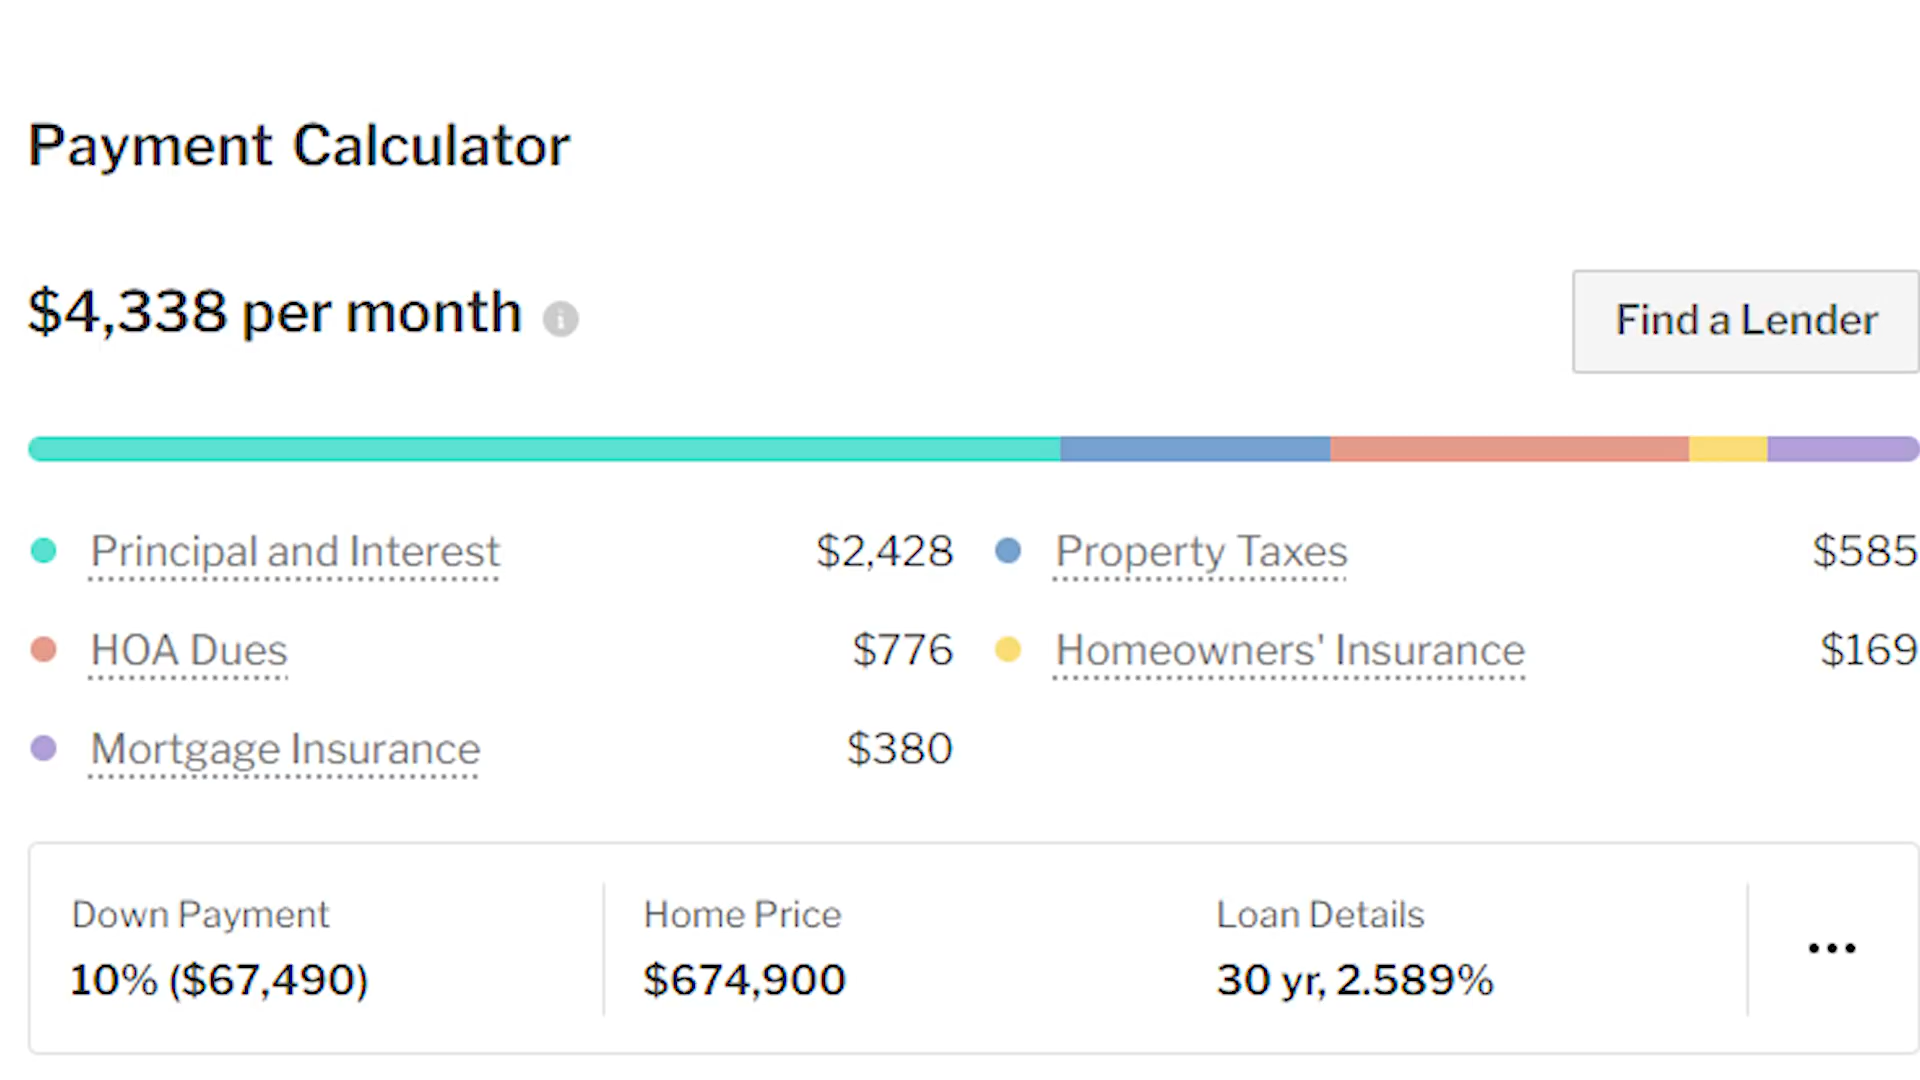 Payment Calculator
$4,338 per month
Find a Lender
Principal and Interest $2,428
Property Taxes $585
HOA Dues $776
Homeowners' Insurance $169
Mortgage Insurance $380
Down Payment
10% ($67,490)
Home Price
$674,900
Loan Details
30 yr, 2.589%